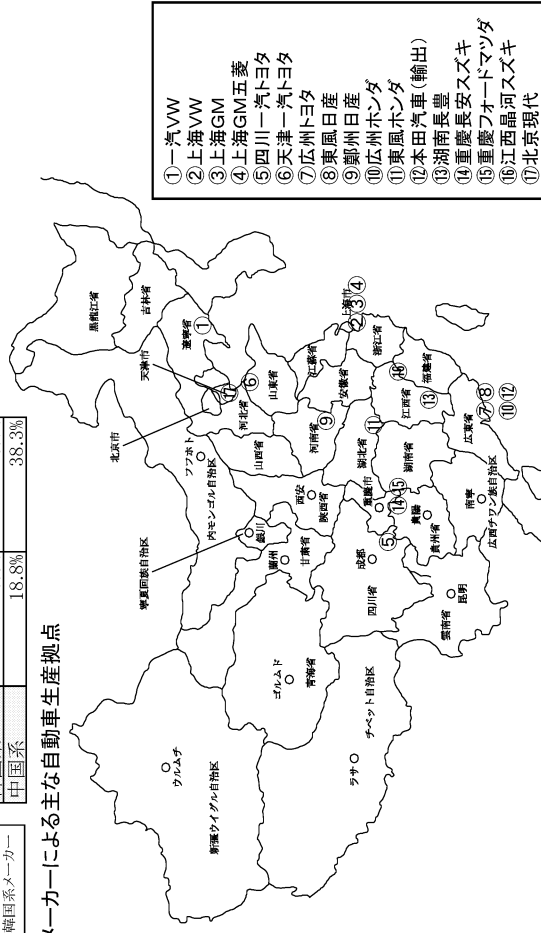 韓国系メーカー
中国系 18.8% 38.3%
メーカーによる主な自動車生産拠点
①一汽VW
②上海VW
③上海GM
④上海GM五菱
⑤四川一汽トヨタ
⑥天津一汽トヨタ
⑦広州トヨタ
⑧東風日産
⑨鄭州日産
⑩広州ホンダ
⑪東風ホンダ
⑫本田汽車(輸出)
⑬湖南長豊
⑭重慶長安スズキ
⑮重慶フォードマツダ
⑯江西晶河スズキ
⑰北京現代
黒龍江省
吉林省
遼寧省
①
天津市
北京市
⑰
⑥
フフホト
内モンゴル自治区
寧夏回族自治区
銀川
河北省
山東省
山西省
江蘇省
安徽省
上海市
②③④
浙江省
河南省
⑨
西安
陝西省
甘粛省
蘭州
湖北省
⑪
江西省
⑯
⑬
福建省
湖南省
重慶市
⑭⑮
貴陽
貴州省
成都
⑤
四川省
ゴルムド
青海省
ウルムチ
新疆ウイグル自治区
ラサ
チベット自治区
雲南省
昆明
南寧
広西チワン族自治区
広東省
⑦⑧
⑩⑫